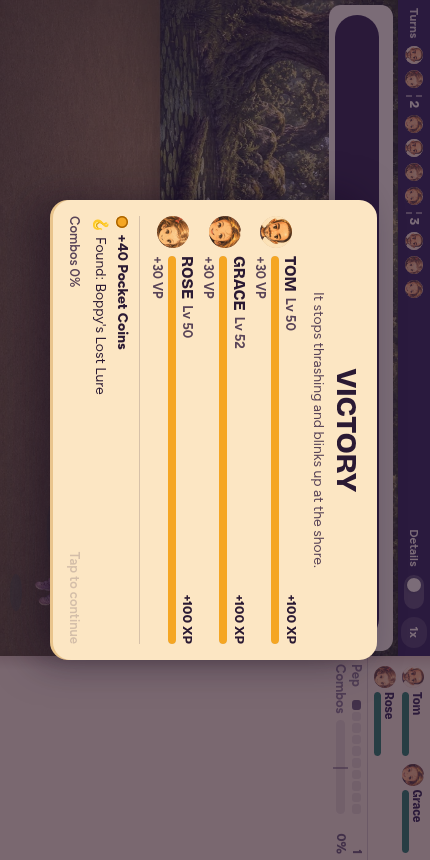 Turns
2
3
Details
1x
VICTORY
It stops thrashing and blinks up at the shore.
TOM Lv 50
+100 XP
+30 VP
GRACE Lv 52
+100 XP
+30 VP
ROSE Lv 50
+100 XP
+30 VP
+40 Pocket Coins
Found: Boppy's Lost Lure
Combos 0%
Tap to continue
Tom
Grace
Rose
Pep
1
Combos
0%